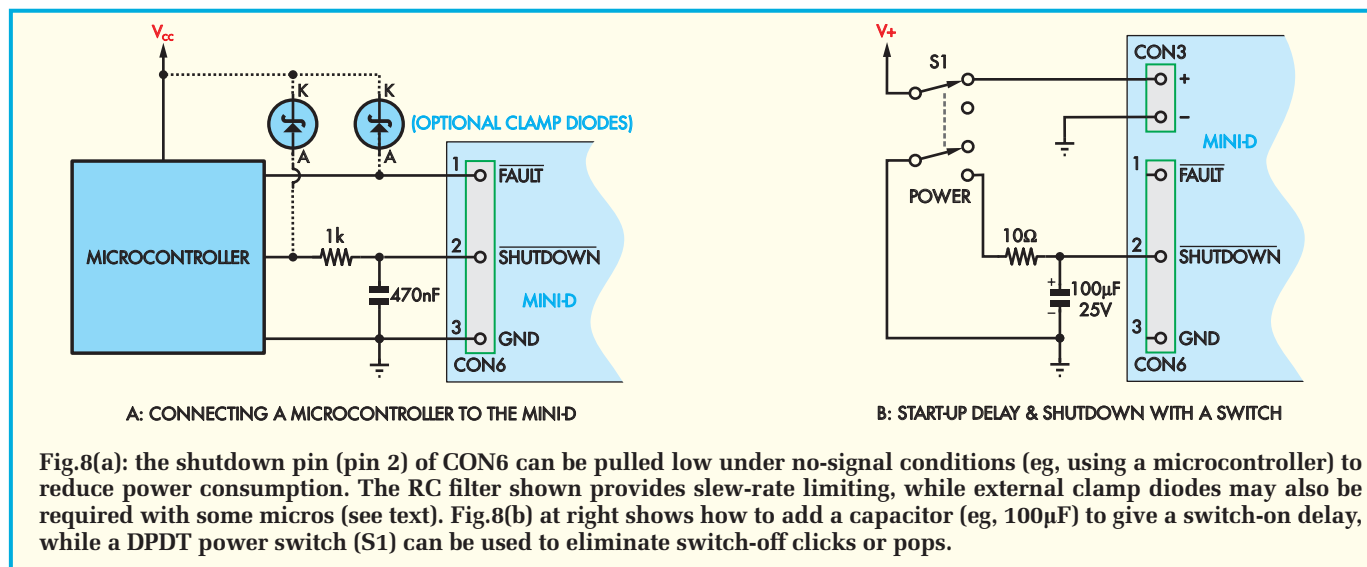 Vcc
K
K
(OPTIONAL CLAMP DIODES)
A
A
MICROCONTROLLER
1k
470nF
1
FAULT
2
SHUTDOWN
MINI-D
3
GND
CON6
A: CONNECTING A MICROCONTROLLER TO THE MINI-D
V+
S1
POWER
CON3
+
–
MINI-D
1
FAULT
10Ω
2
SHUTDOWN
+
100µF
–
25V
3
GND
CON6
B: START-UP DELAY & SHUTDOWN WITH A SWITCH
Fig.8(a): the shutdown pin (pin 2) of CON6 can be pulled low under no-signal conditions (eg, using a microcontroller) to
reduce power consumption. The RC filter shown provides slew-rate limiting, while external clamp diodes may also be
required with some micros (see text). Fig.8(b) at right shows how to add a capacitor (eg, 100µF) to give a switch-on delay,
while a DPDT power switch (S1) can be used to eliminate switch-off clicks or pops.